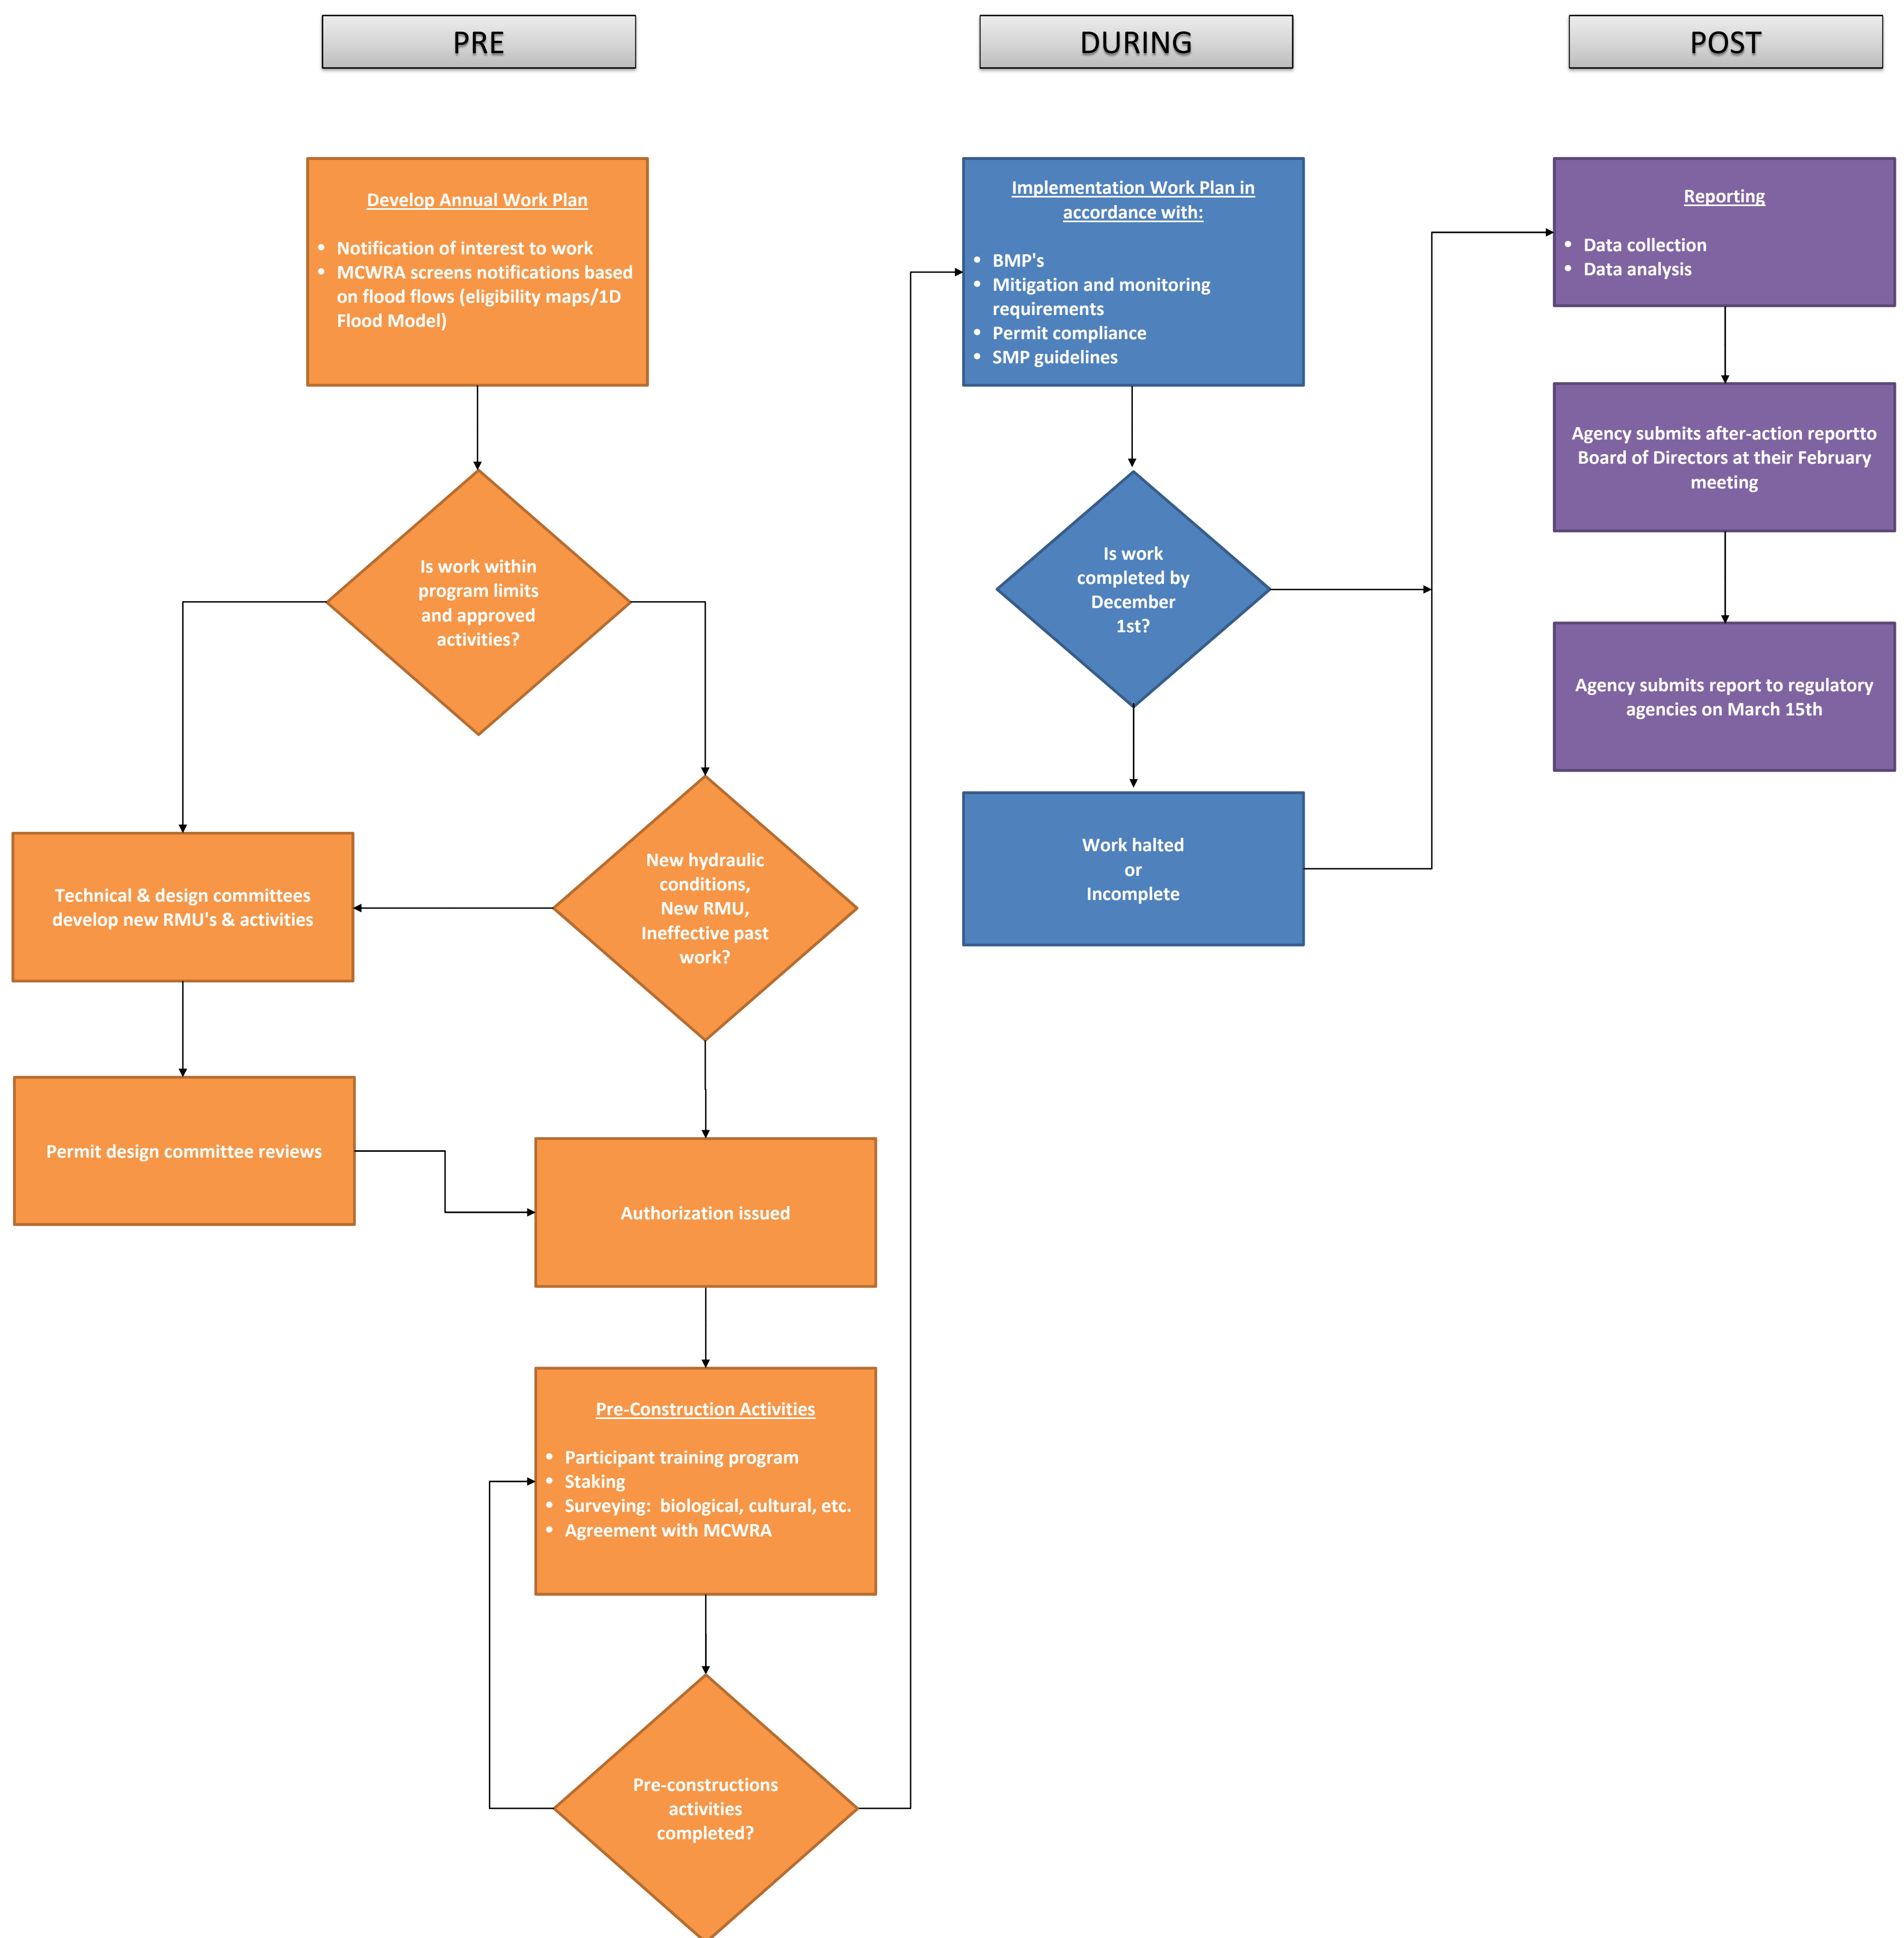 PRE
DURING
POST
Develop Annual Work Plan
• Notification of interest to work
• MCWRA screens notifications based
on flood flows (eligibility maps/1D
Flood Model)
Is work within
program limits
and approved
activities?
New hydraulic
conditions,
New RMU,
Ineffective past
work?
Technical & design committees
develop new RMU's & activities
Permit design committee reviews
Authorization issued
Pre-Construction Activities
• Participant training program
• Staking
• Surveying: biological, cultural, etc.
• Agreement with MCWRA
Pre-constructions
activities
completed?
Implementation Work Plan in
accordance with:
• BMP's
• Mitigation and monitoring
requirements
• Permit compliance
• SMP guidelines
Is work
completed by
December
1st?
Work halted
or
Incomplete
Reporting
• Data collection
• Data analysis
Agency submits after-action reportto
Board of Directors at their February
meeting
Agency submits report to regulatory
agencies on March 15th